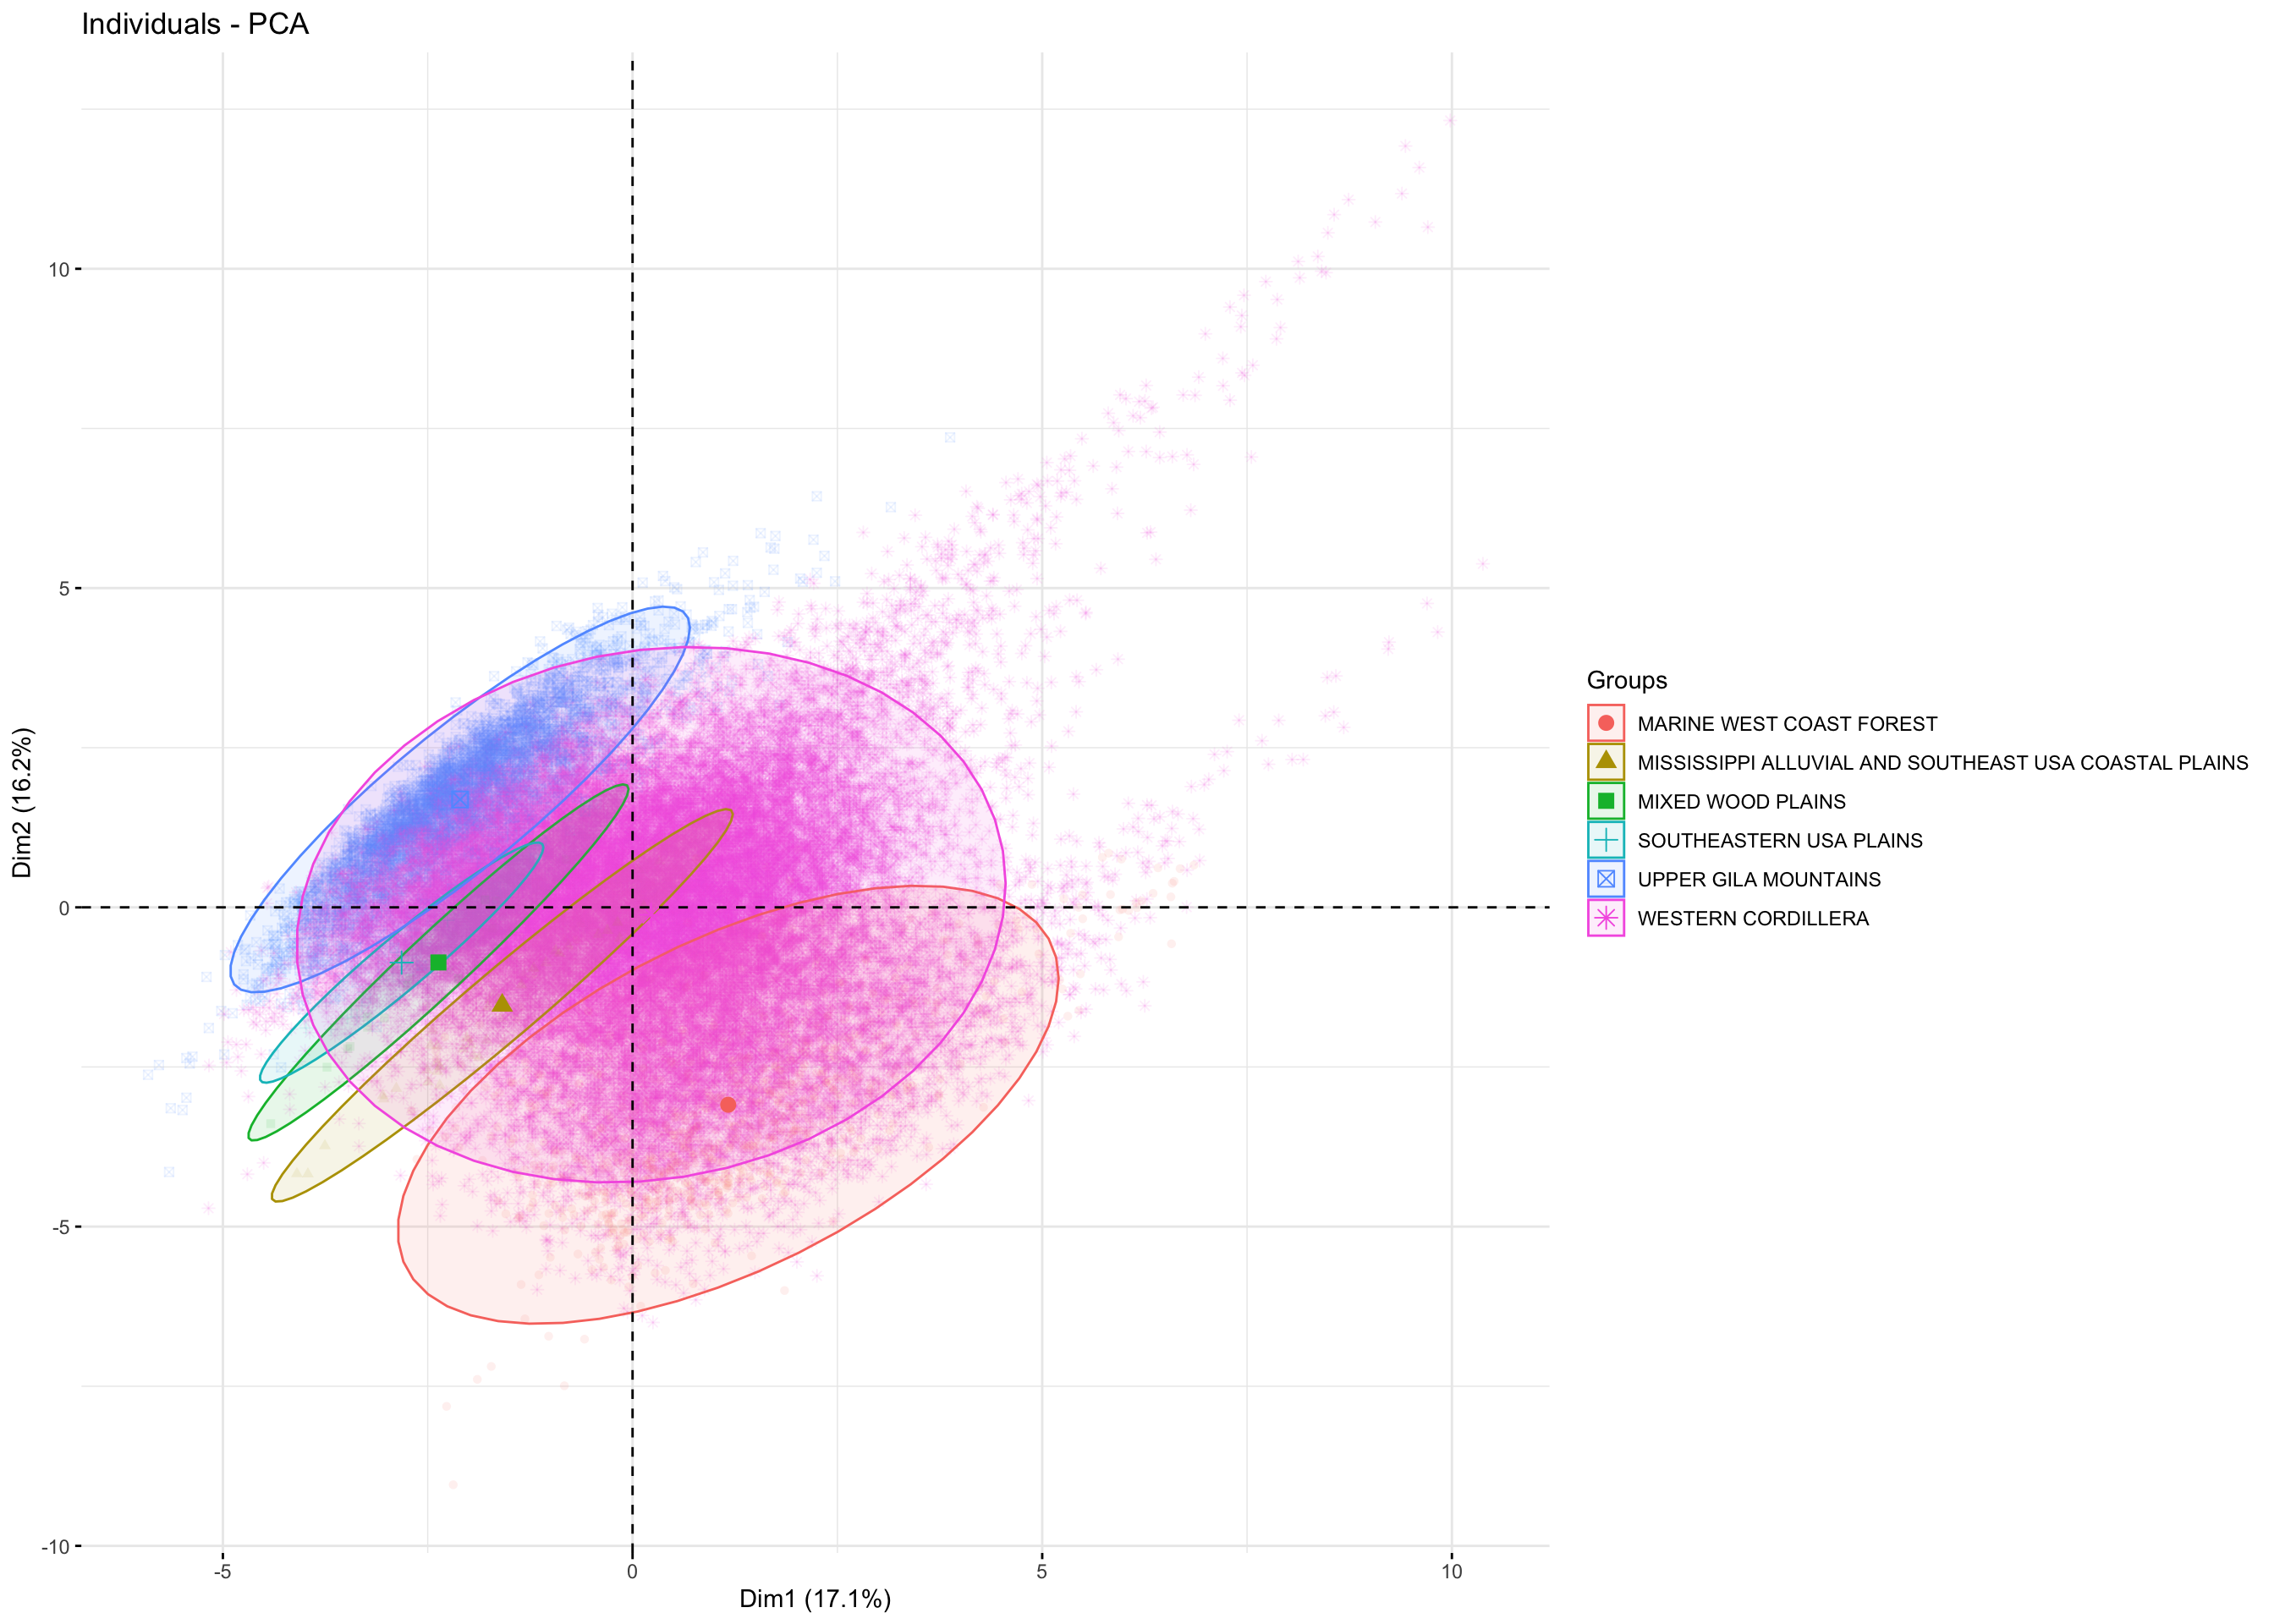 Individuals - PCA
10
5
0
-5
-10
Dim2 (16.2%)
-5
0
5
10
Dim1 (17.1%)
Groups
MARINE WEST COAST FOREST
MISSISSIPPI ALLUVIAL AND SOUTHEAST USA COASTAL PLAINS
MIXED WOOD PLAINS
SOUTHEASTERN USA PLAINS
UPPER GILA MOUNTAINS
WESTERN CORDILLERA